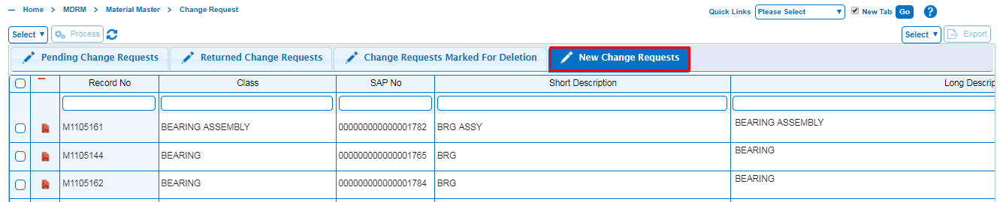 Home > MDRM > Material Master > Change Request
Quick Links Please Select New Tab Go ?
Select Process
Select Export
Pending Change Requests Returned Change Requests Change Requests Marked For Deletion New Change Requests
Record No Class SAP No Short Description Long Descrip
M1105161 BEARING ASSEMBLY 000000000000001782 BRG ASSY BEARING ASSEMBLY
M1105144 BEARING 000000000000001765 BRG BEARING
M1105162 BEARING 000000000000001784 BRG BEARING